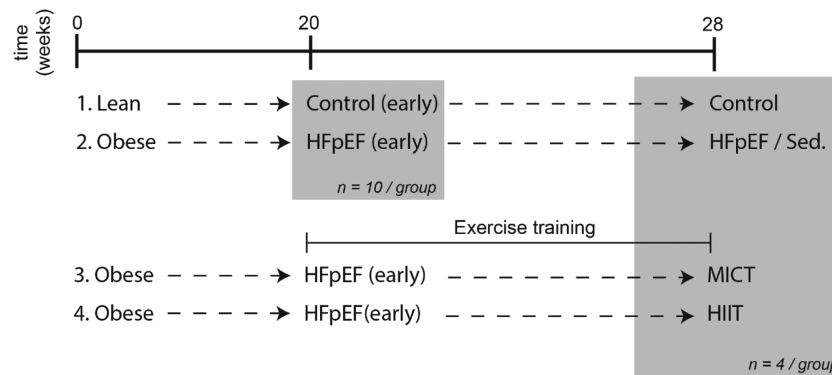 time (weeks)
0 20 28
1. Lean Control (early) Control
2. Obese HFpEF (early) HFpEF / Sed.
n = 10 / group
Exercise training
3. Obese HFpEF (early) MICT
4. Obese HFpEF(early) HIIT
n = 4 / group